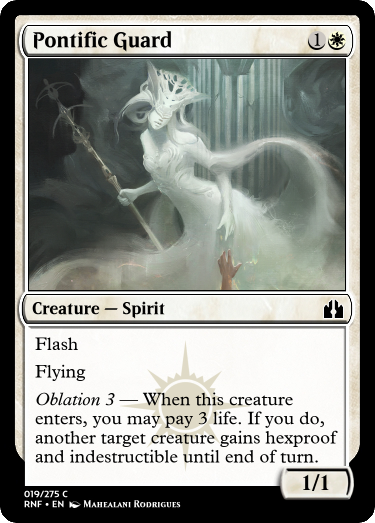 Pontific Guard 1
Creature — Spirit
Flash
Flying
Oblation 3 — When this creature
enters, you may pay 3 life. If you do,
another target creature gains hexproof
and indestructible until end of turn.
1/1
019/275 C
RNF • EN Mahealani Rodrigues